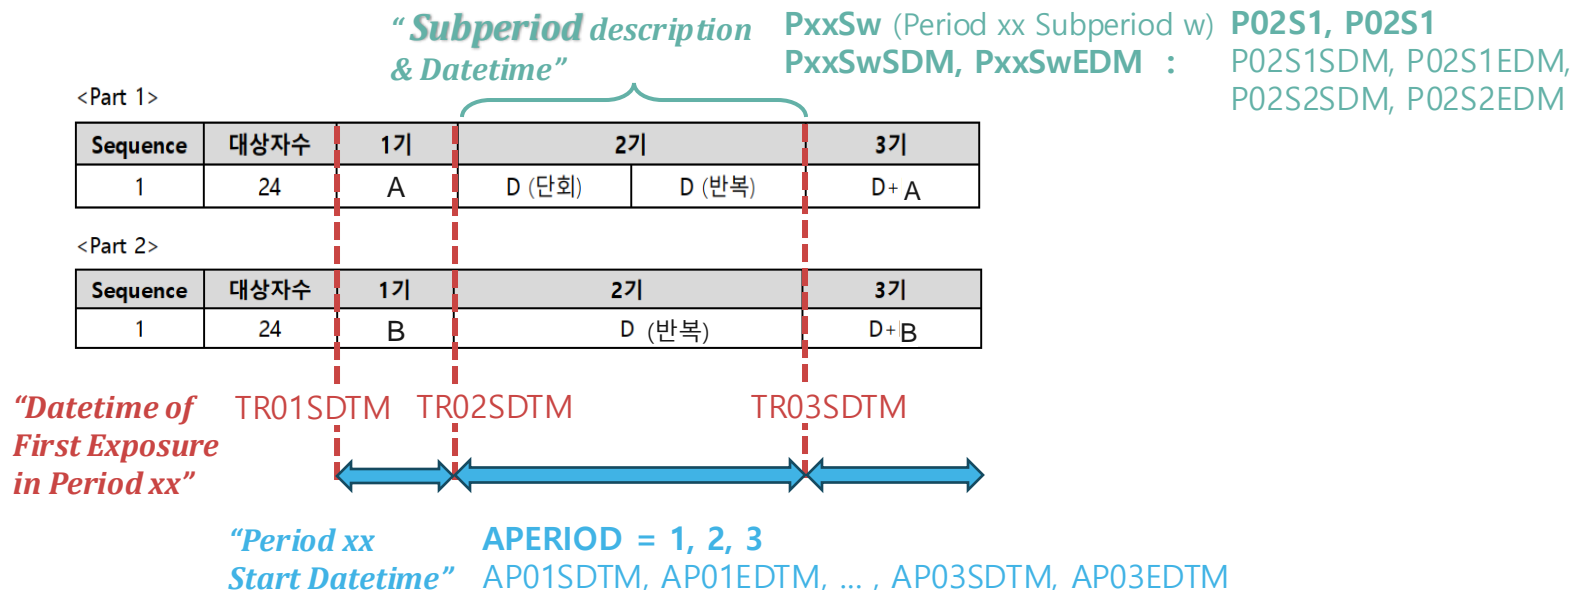 “ Subperiod description PxxSw (Period xx Subperiod w) P02S1, P02S1
& Datetime” PxxSwSDM, PxxSwEDM : P02S1SDM, P02S1EDM,
P02S2SDM, P02S2EDM
<Part 1>
Sequence 대상자수 1기 2기 3기
1 24 A D (단회) D (반복) D+ A
<Part 2>
Sequence 대상자수 1기 2기 3기
1 24 B D (반복) D+B
“Datetime of TR01SDTM TR02SDTM TR03SDTM
First Exposure
in Period xx”
“Period xx APERIOD = 1, 2, 3
Start Datetime” AP01SDTM, AP01EDTM, ... , AP03SDTM, AP03EDTM